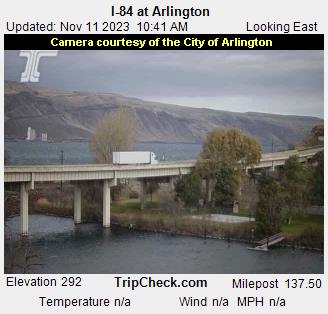 I-84 at Arlington
Updated: Nov 11 2023 10:41 AM Looking East
Camera courtesy of the City of Arlington
Elevation 292 TripCheck.com Milepost 137.50
Temperature n/a Wind n/a MPH n/a